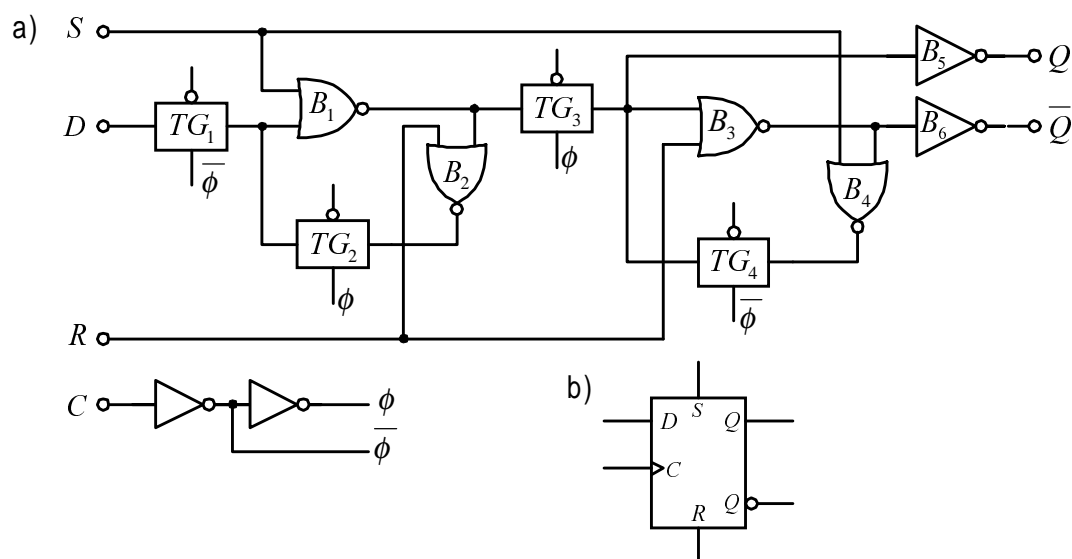 a)
S
D
R
C
TG₁
φ̅
TG₂
φ
B₁
B₂
TG₃
φ
B₃
TG₄
φ̅
B₄
B₅
B₆
Q
Q̅
φ
φ̅
b)
D
S
Q
C
R
Q